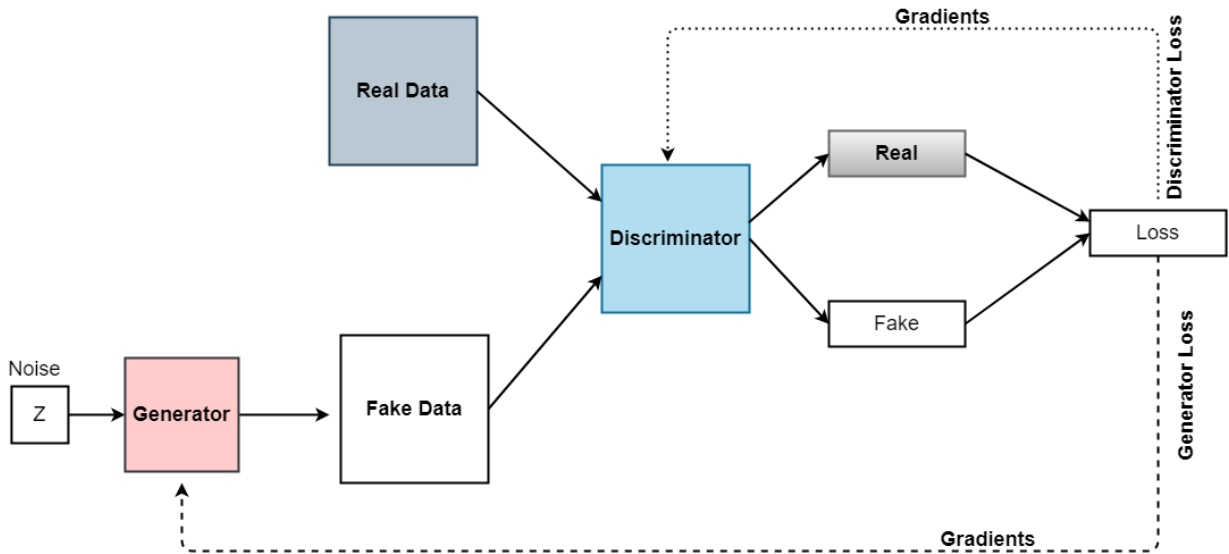 Gradients
Real Data
Discriminator Loss
Real
Discriminator
Loss
Fake
Noise
Z
Generator
Fake Data
Generator Loss
Gradients